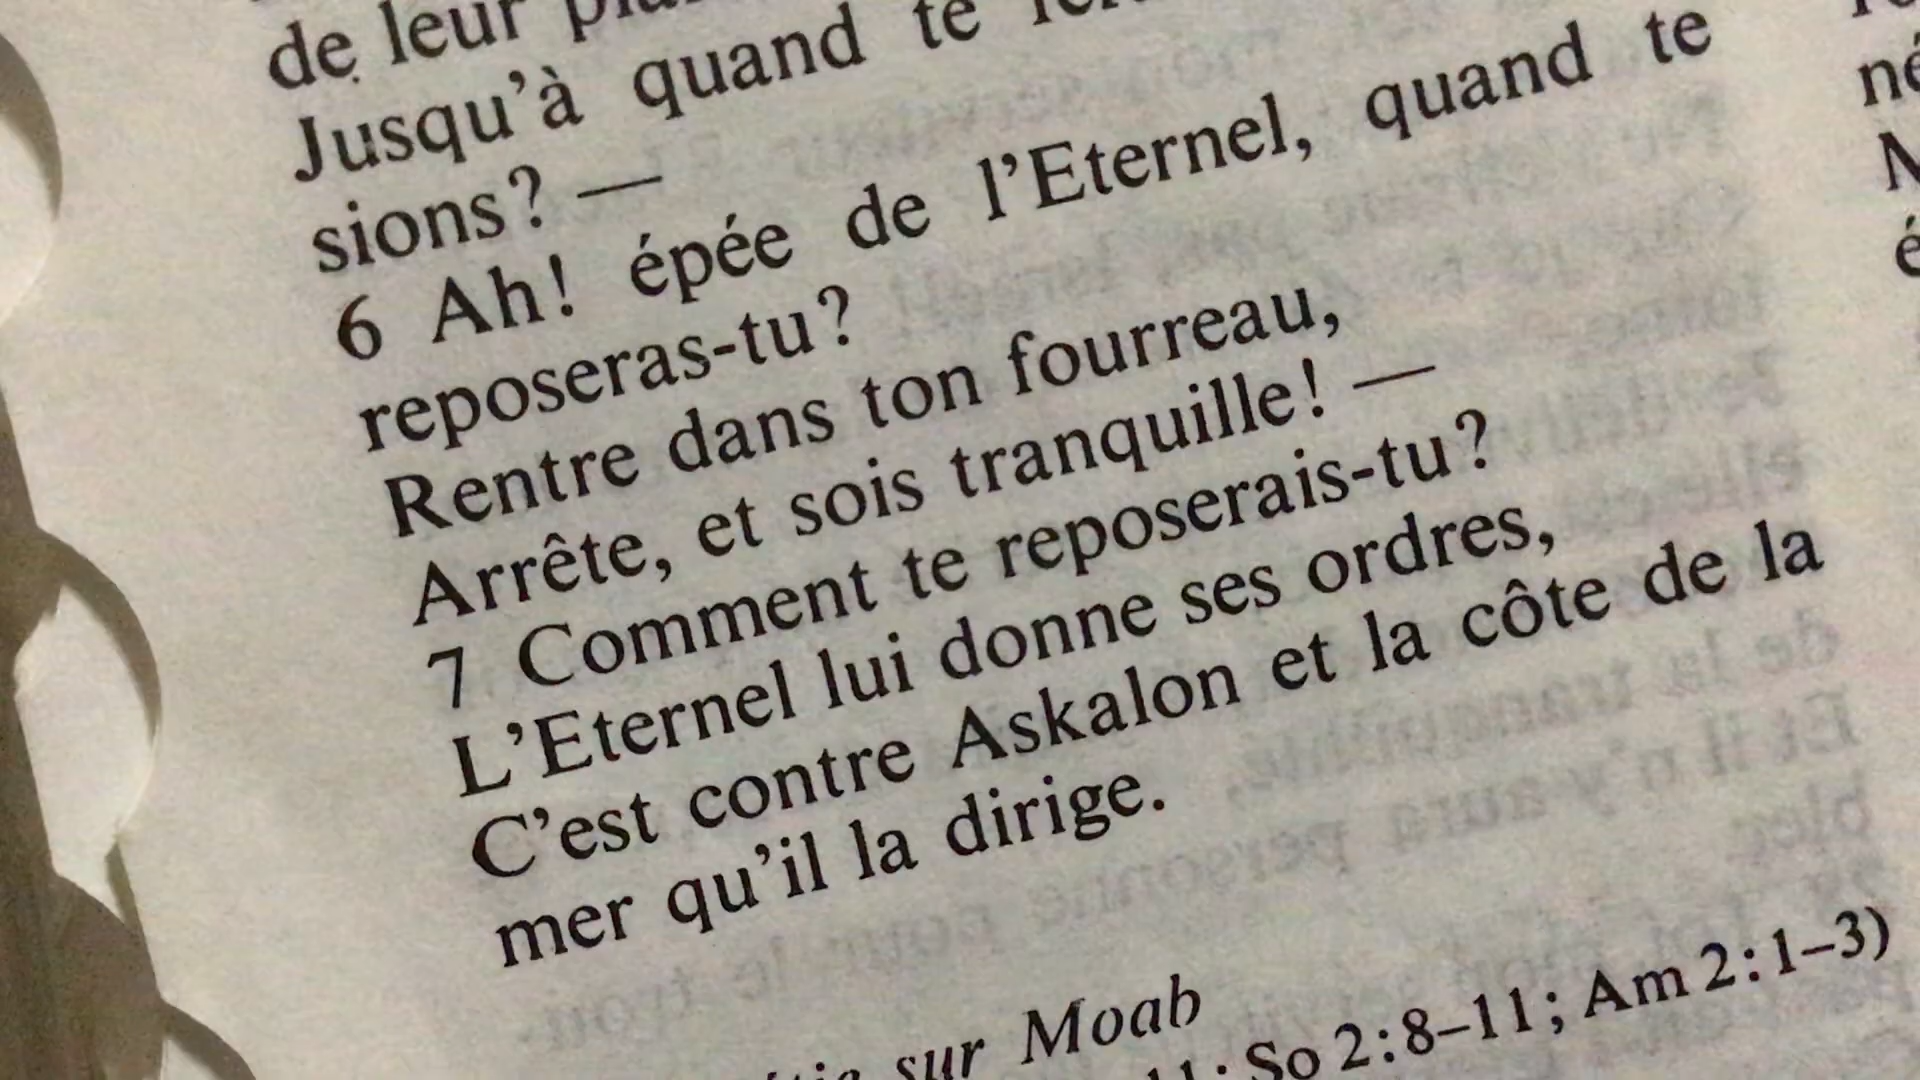 de leur
Jusqu'à quand te
sions? —
6 Ah! épée de l'Eternel, quand te
reposeras-tu?
Rentre dans ton fourreau,
Arrête, et sois tranquille! —
7 Comment te reposerais-tu?
L'Eternel lui donne ses ordres,
C'est contre Askalon et la côte de la
mer qu'il la dirige.
sur Moab
11; So 2:8–11; Am 2:1–3)